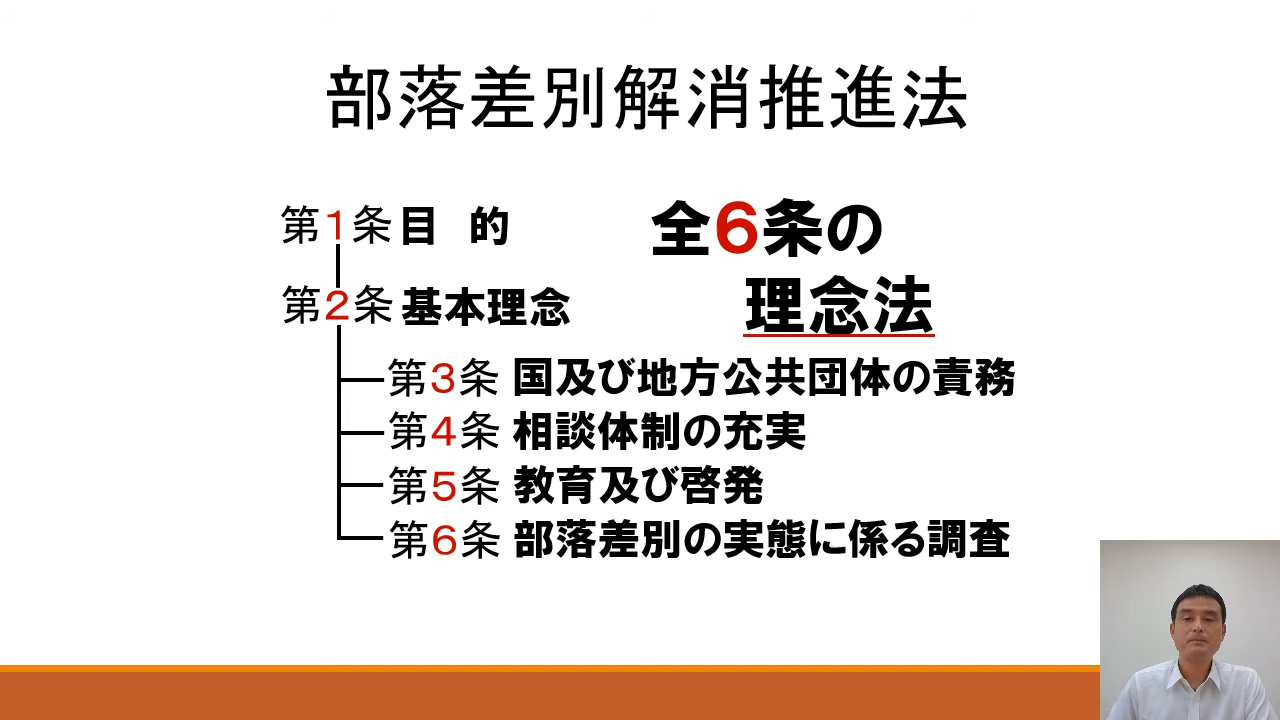 部落差別解消推進法
第1条 目 的
全6条の
理念法
第2条 基本理念
第3条 国及び地方公共団体の責務
第4条 相談体制の充実
第5条 教育及び啓発
第6条 部落差別の実態に係る調査